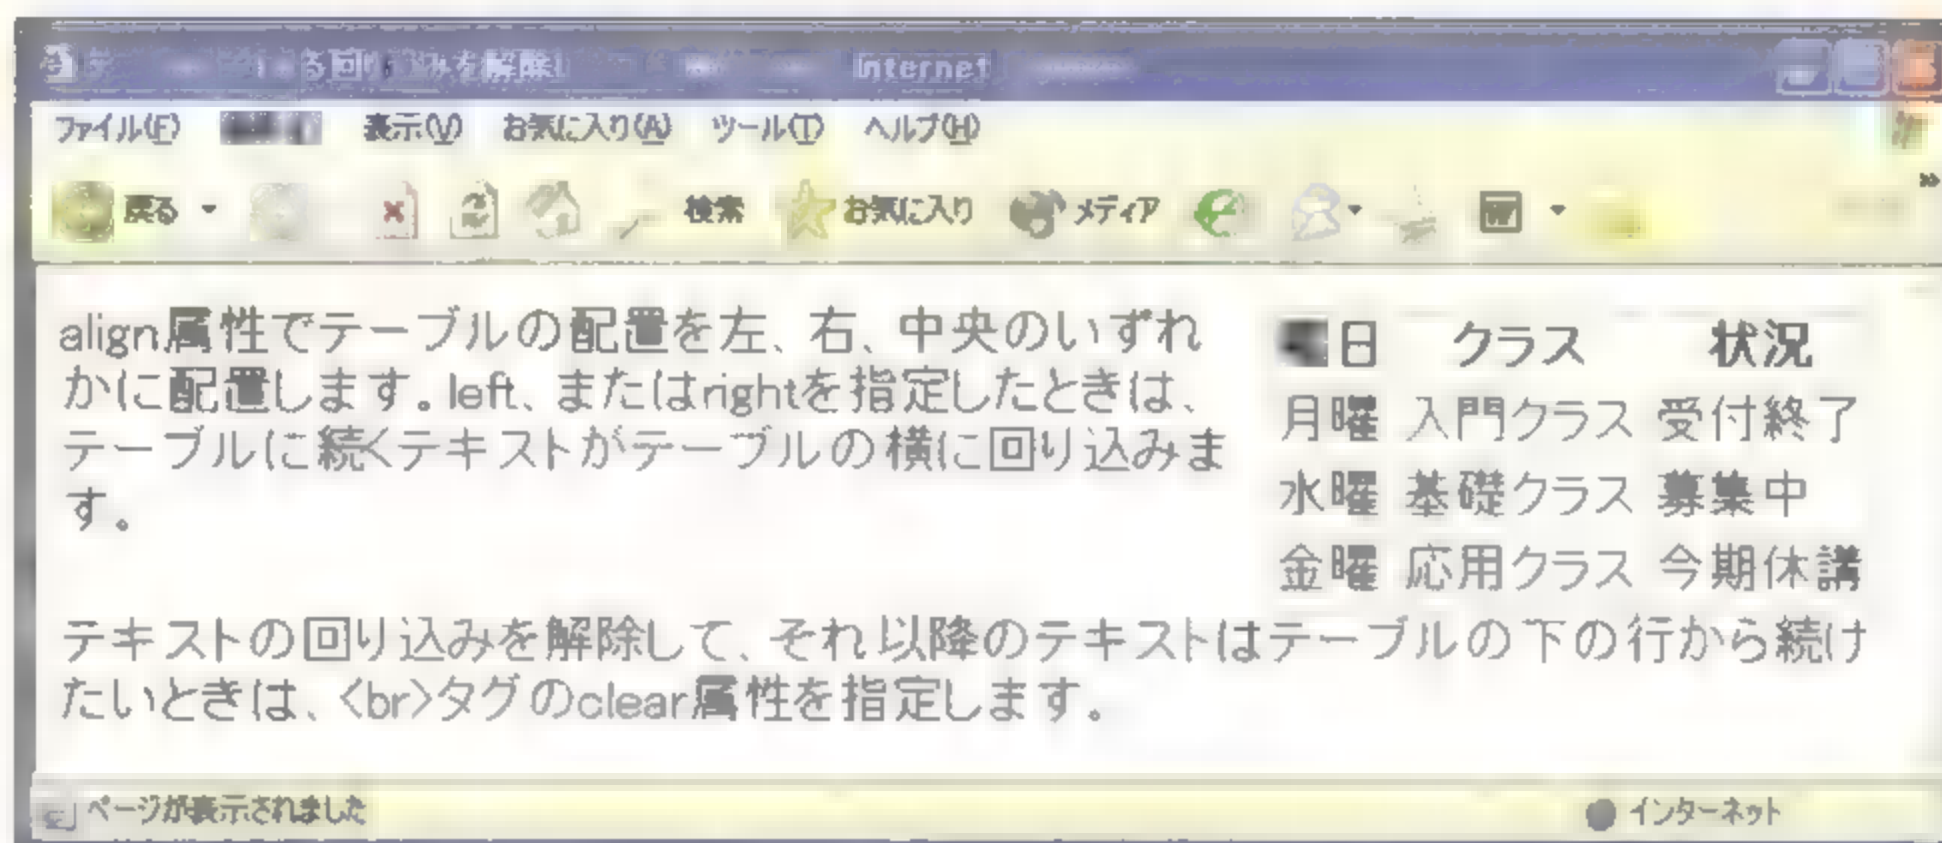 る回り込みを解除し
Internet
ファイル(F) 表示(V) お気に入り(A) ツール(T) ヘルプ(H)
戻る 検索 お気に入り メディア
align属性でテーブルの配置を左、右、中央のいずれ
かに配置します。left、またはrightを指定したときは、
テーブルに続くテキストがテーブルの横に回り込みま
す。
日 クラス 状況
月曜 入門クラス 受付終了
水曜 基礎クラス 募集中
金曜 応用クラス 今期休講
テキストの回り込みを解除して、それ以降のテキストはテーブルの下の行から続け
たいときは、<br>タグのclear属性を指定します。
ページが表示されました インターネット